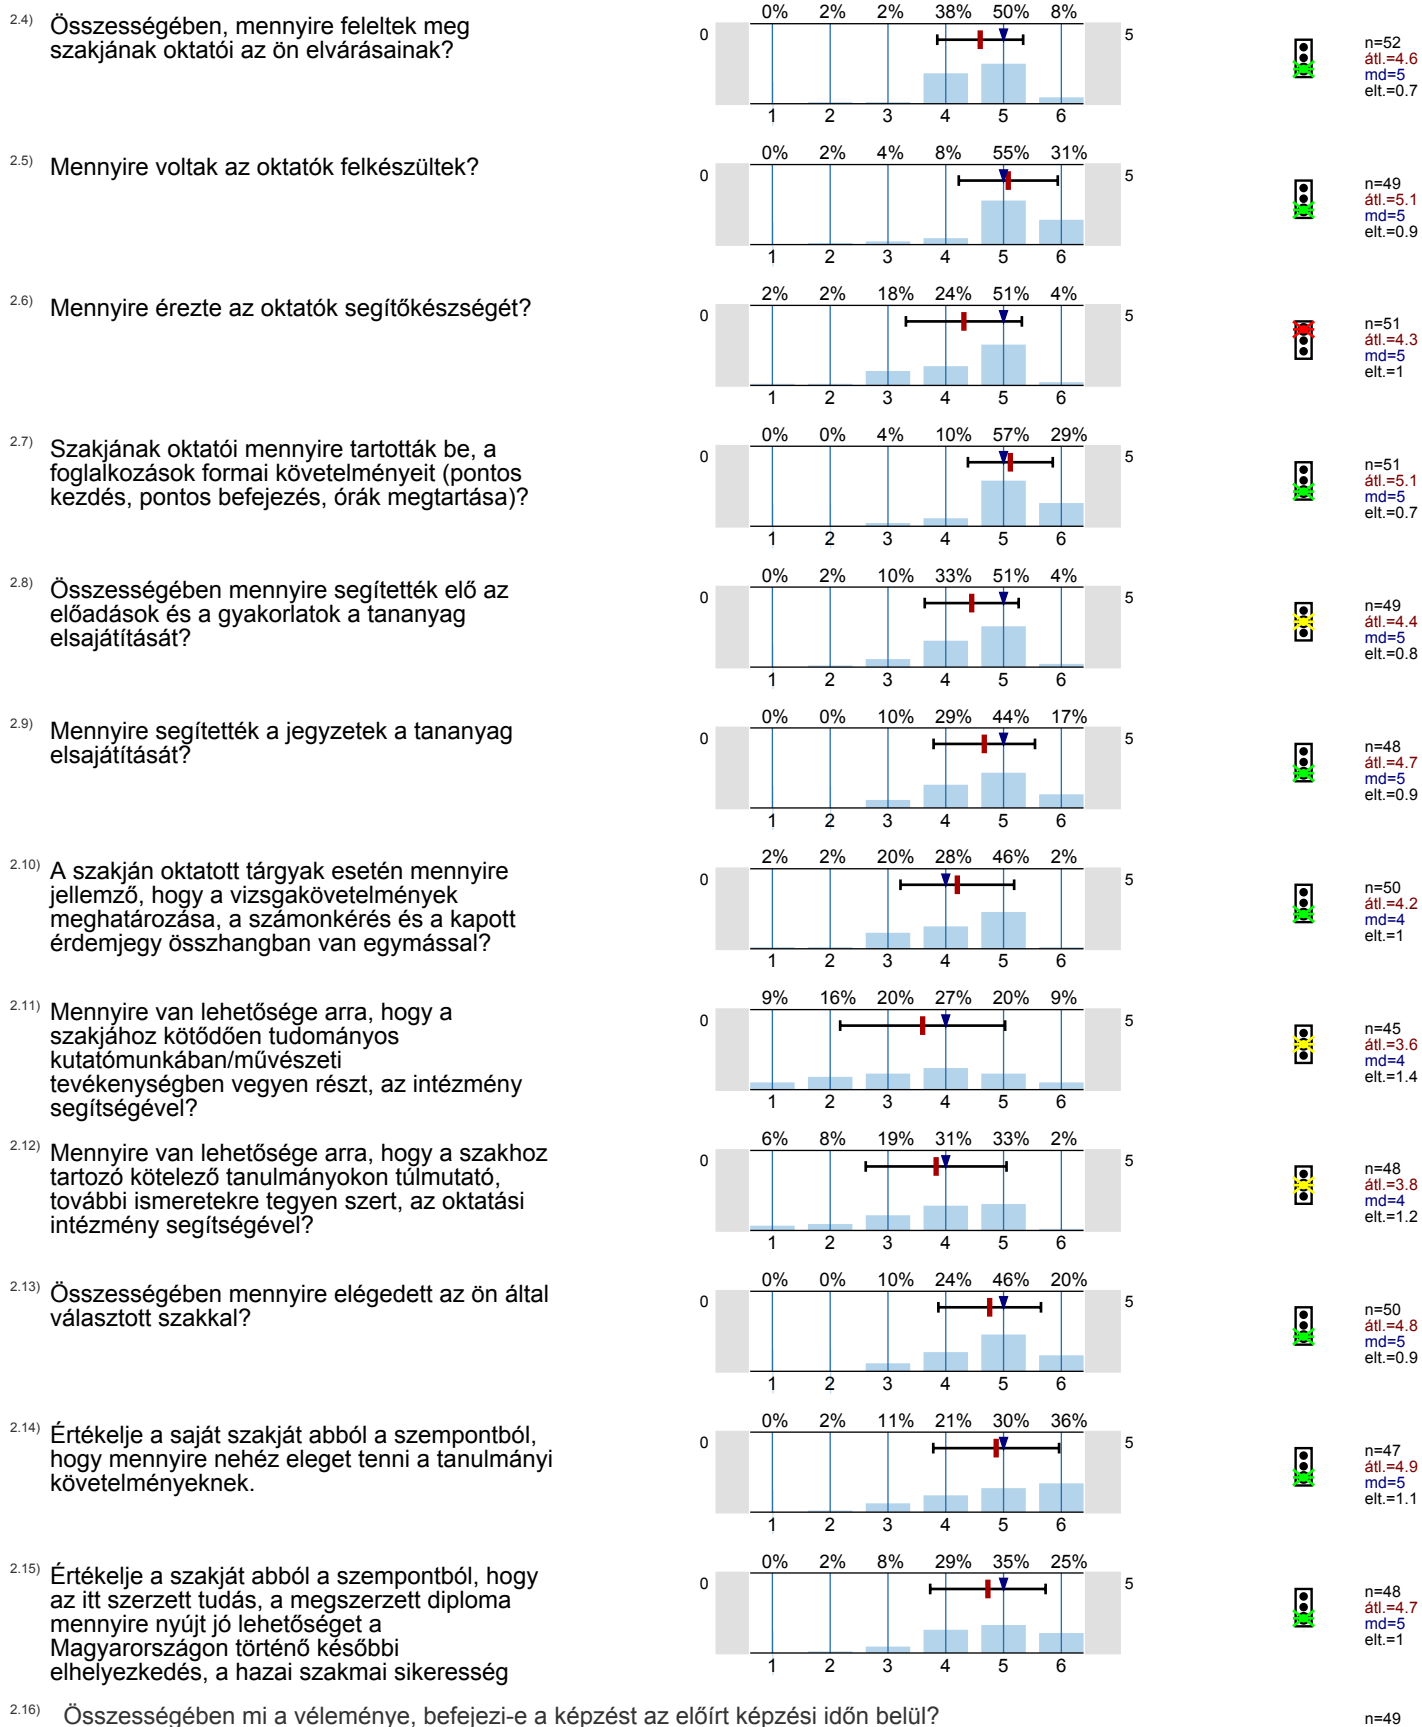 2.4) Összességében, mennyire feleltek meg
szakjának oktatói az ön elvárásainak?
0% 2% 2% 38% 50% 8%
0 5
1 2 3 4 5 6
n=52
átl.=4.6
md=5
elt.=0.7
2.5) Mennyire voltak az oktatók felkészültek?
0% 2% 4% 8% 55% 31%
0 5
1 2 3 4 5 6
n=49
átl.=5.1
md=5
elt.=0.9
2.6) Mennyire érezte az oktatók segítőkészségét?
2% 2% 18% 24% 51% 4%
0 5
1 2 3 4 5 6
n=51
átl.=4.3
md=5
elt.=1
2.7) Szakjának oktatói mennyire tartották be, a
foglalkozások formai követelményeit (pontos
kezdés, pontos befejezés, órák megtartása)?
0% 0% 4% 10% 57% 29%
0 5
1 2 3 4 5 6
n=51
átl.=5.1
md=5
elt.=0.7
2.8) Összességében mennyire segítették elő az
előadások és a gyakorlatok a tananyag
elsajátítását?
0% 2% 10% 33% 51% 4%
0 5
1 2 3 4 5 6
n=49
átl.=4.4
md=5
elt.=0.8
2.9) Mennyire segítették a jegyzetek a tananyag
elsajátítását?
0% 0% 10% 29% 44% 17%
0 5
1 2 3 4 5 6
n=48
átl.=4.7
md=5
elt.=0.9
2.10) A szakján oktatott tárgyak esetén mennyire
jellemző, hogy a vizsgakövetelmények
meghatározása, a számonkérés és a kapott
érdemjegy összhangban van egymással?
2% 2% 20% 28% 46% 2%
0 5
1 2 3 4 5 6
n=50
átl.=4.2
md=4
elt.=1
2.11) Mennyire van lehetősége arra, hogy a
szakjához kötődően tudományos
kutatómunkában/művészeti
tevékenységben vegyen részt, az intézmény
segítségével?
9% 16% 20% 27% 20% 9%
0 5
1 2 3 4 5 6
n=45
átl.=3.6
md=4
elt.=1.4
2.12) Mennyire van lehetősége arra, hogy a szakhoz
tartozó kötelező tanulmányokon túlmutató,
további ismeretekre tegyen szert, az oktatási
intézmény segítségével?
6% 8% 19% 31% 33% 2%
0 5
1 2 3 4 5 6
n=48
átl.=3.8
md=4
elt.=1.2
2.13) Összességében mennyire elégedett az ön által
választott szakkal?
0% 0% 10% 24% 46% 20%
0 5
1 2 3 4 5 6
n=50
átl.=4.8
md=5
elt.=0.9
2.14) Értékelje a saját szakját abból a szempontból,
hogy mennyire nehéz eleget tenni a tanulmányi
követelményeknek.
0% 2% 11% 21% 30% 36%
0 5
1 2 3 4 5 6
n=47
átl.=4.9
md=5
elt.=1.1
2.15) Értékelje a szakját abból a szempontból, hogy
az itt szerzett tudás, a megszerzett diploma
mennyire nyújt jó lehetőséget a
Magyarországon történő későbbi
elhelyezkedés, a hazai szakmai sikeresség
0% 2% 8% 29% 35% 25%
0 5
1 2 3 4 5 6
n=48
átl.=4.7
md=5
elt.=1
2.16) Összességében mi a véleménye, befejezi-e a képzést az előírt képzési időn belül?
n=49